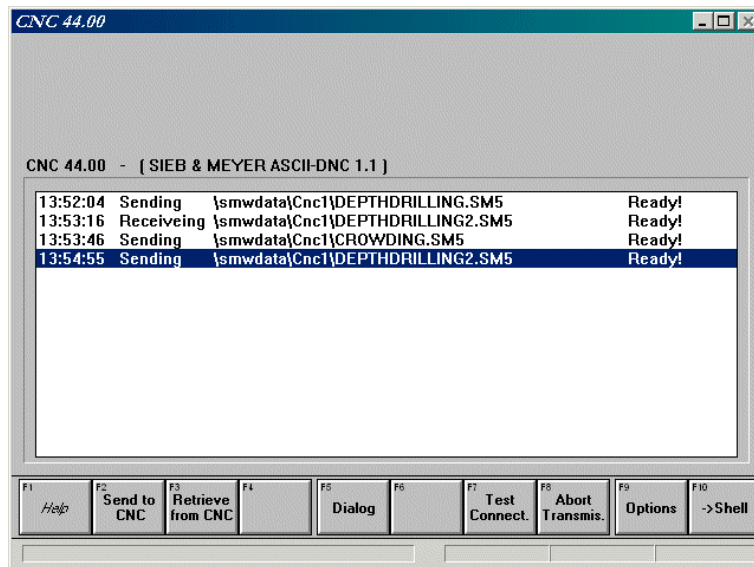 CNC 44.00
CNC 44.00 - ( SIEB & MEYER ASCII-DNC 1.1 )
13:52:04 Sending \smwdata\Cnc1\DEPTHDRILLING.SM5 Ready!
13:53:16 Receiveing \smwdata\Cnc1\DEPTHDRILLING2.SM5 Ready!
13:53:46 Sending \smwdata\Cnc1\CROWDING.SM5 Ready!
13:54:55 Sending \smwdata\Cnc1\DEPTHDRILLING2.SM5 Ready!
F1 Help
F2 Send to CNC
F3 Retrieve from CNC
F4
F5 Dialog
F6
F7 Test Connect.
F8 Abort Transmis.
F9 Options
F10 ->Shell